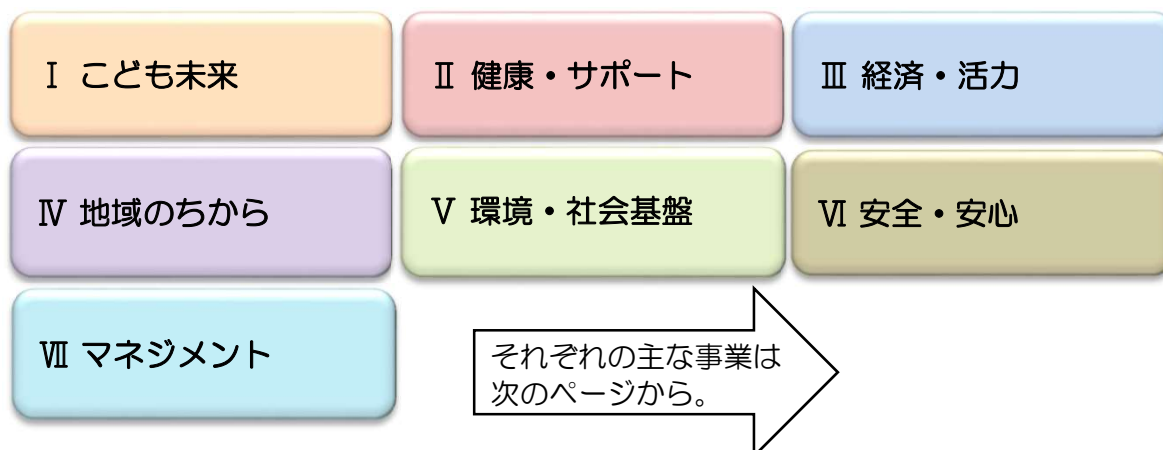 Ⅰ こども未来
Ⅱ 健康・サポート
Ⅲ 経済・活力
Ⅳ 地域のちから
Ⅴ 環境・社会基盤
Ⅵ 安全・安心
Ⅶ マネジメント
それぞれの主な事業は
次のページから。